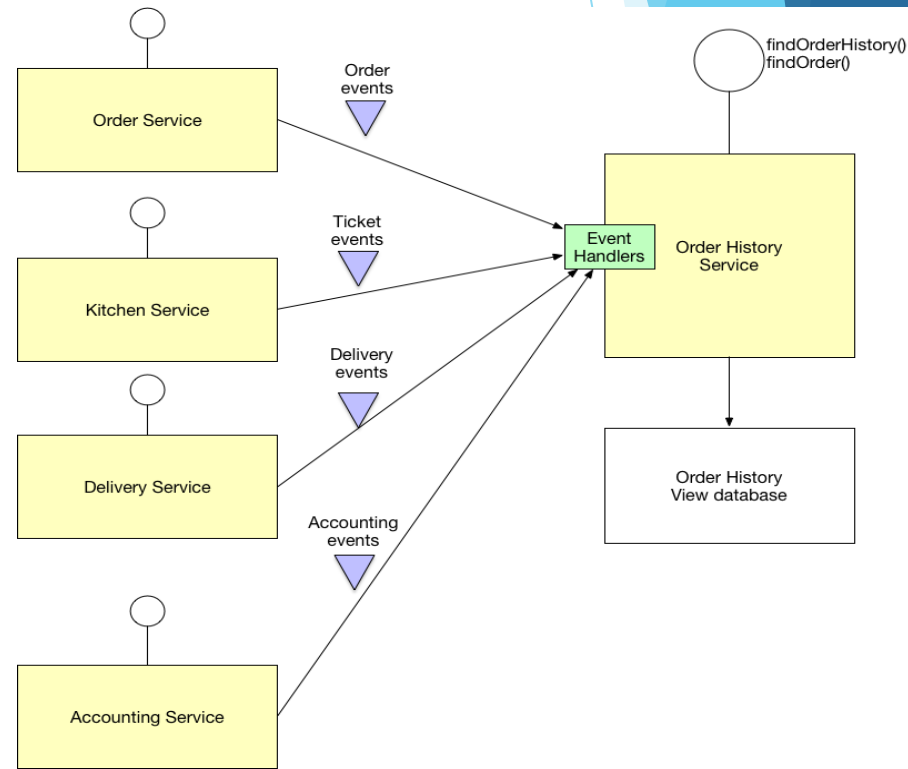 findOrderHistory()
findOrder()
Order
events
Order Service
Ticket
events
Event
Handlers
Order History
Service
Kitchen Service
Delivery
events
Delivery Service
Order History
View database
Accounting
events
Accounting Service